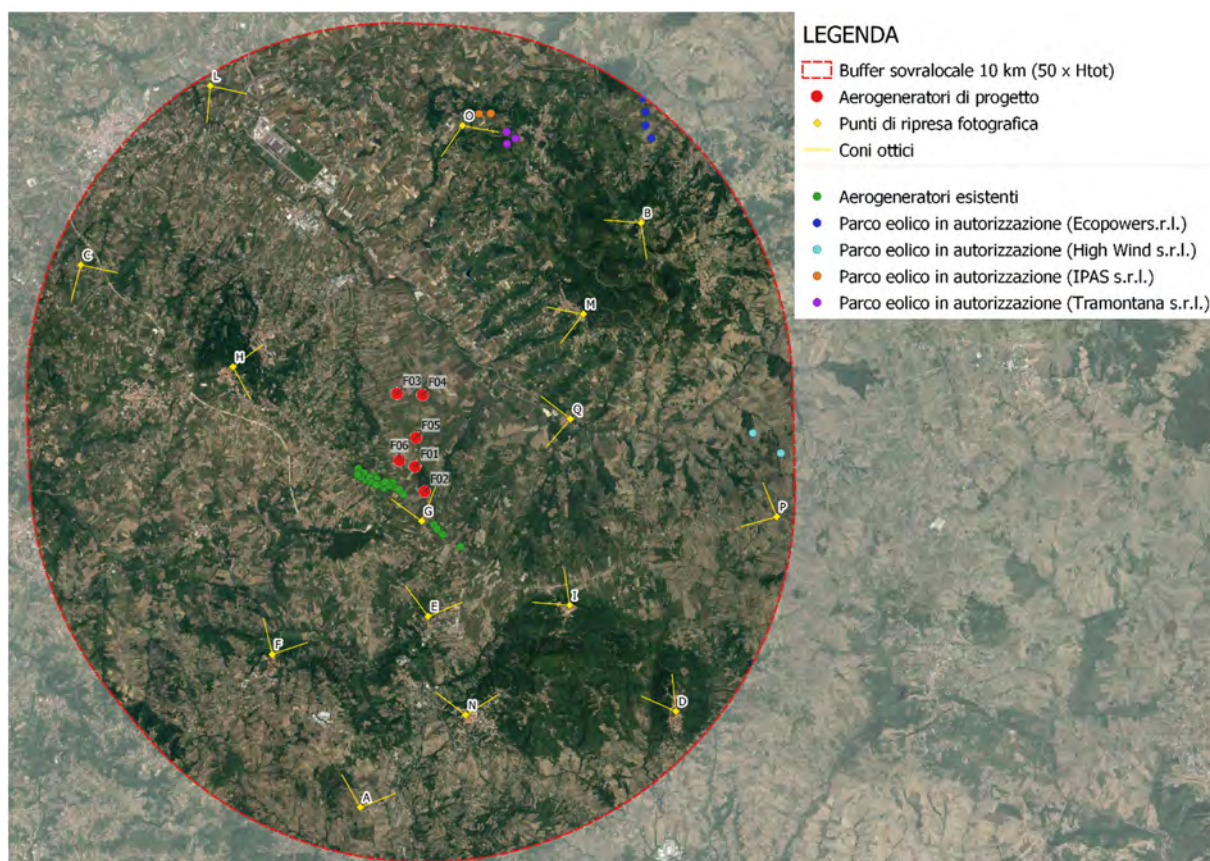 LEGENDA
Buffer sovralocale 10 km (50 x Htot)
Aerogeneratori di progetto
Punti di ripresa fotografica
Coni ottici
Aerogeneratori esistenti
Parco eolico in autorizzazione (Ecopowers.r.l.)
Parco eolico in autorizzazione (High Wind s.r.l.)
Parco eolico in autorizzazione (IPAS s.r.l.)
Parco eolico in autorizzazione (Tramontana s.r.l.)
L
O
B
C
M
H
F03 F04
Q
F05
F06
F01
F02
G
P
I
E
F
D
N
A